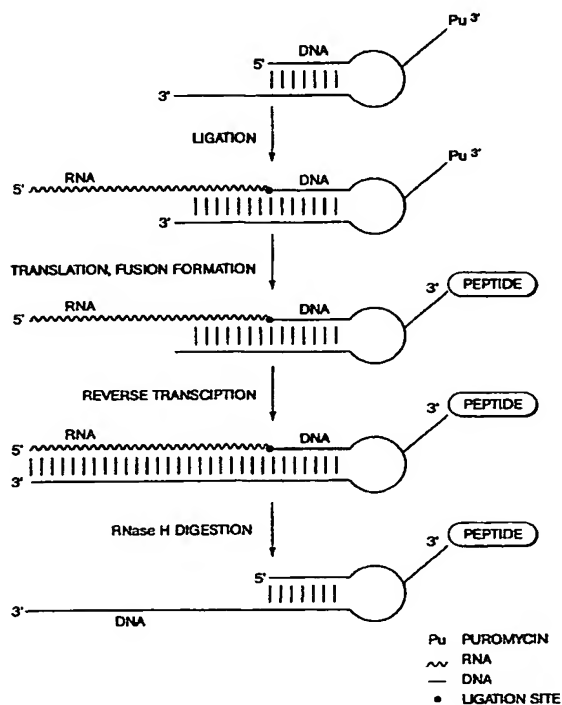 Pu 3'
DNA
5'
3'
LIGATION
Pu 3'
RNA
DNA
5'
3'
TRANSLATION, FUSION FORMATION
3' PEPTIDE
RNA
DNA
5'
REVERSE TRANSCIPTION
3' PEPTIDE
RNA
DNA
5'
3'
RNase H DIGESTION
3' PEPTIDE
5'
3'
DNA
Pu PUROMYCIN
RNA
DNA
LIGATION SITE